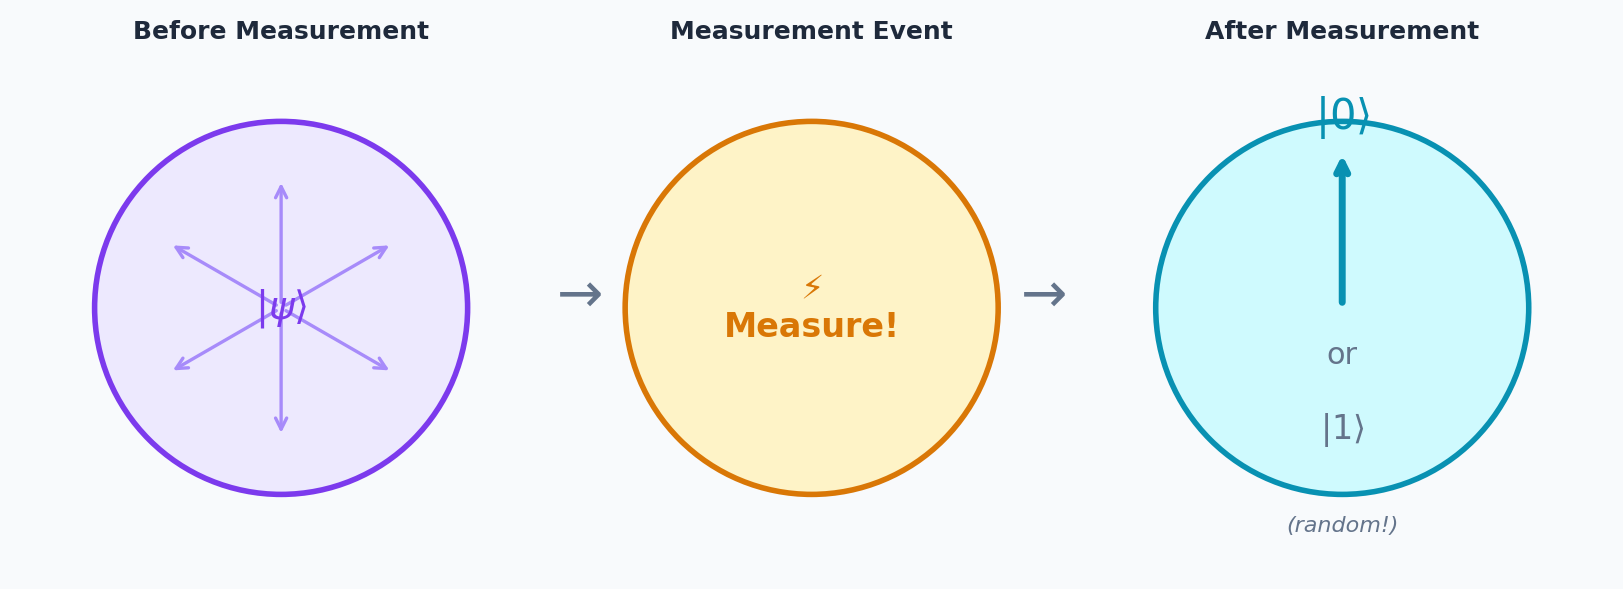 Before Measurement
Measurement Event
After Measurement
|ψ⟩
→
⚡
Measure!
→
|0⟩
or
|1⟩
(random!)